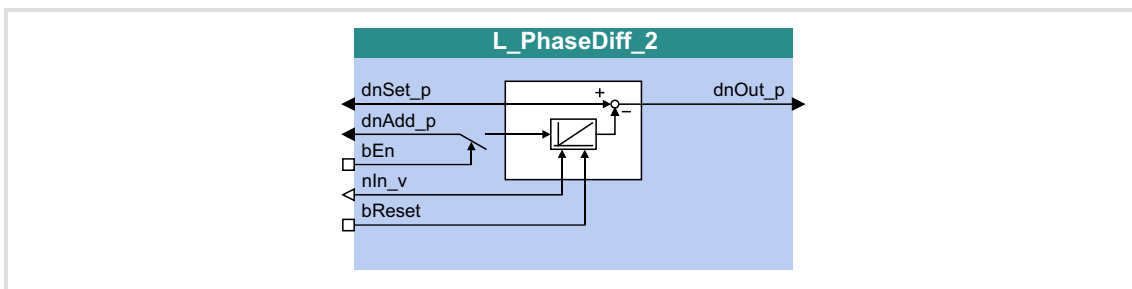 L_PhaseDiff_2
dnSet_p
dnOut_p
+
−
dnAdd_p
bEn
nIn_v
bReset